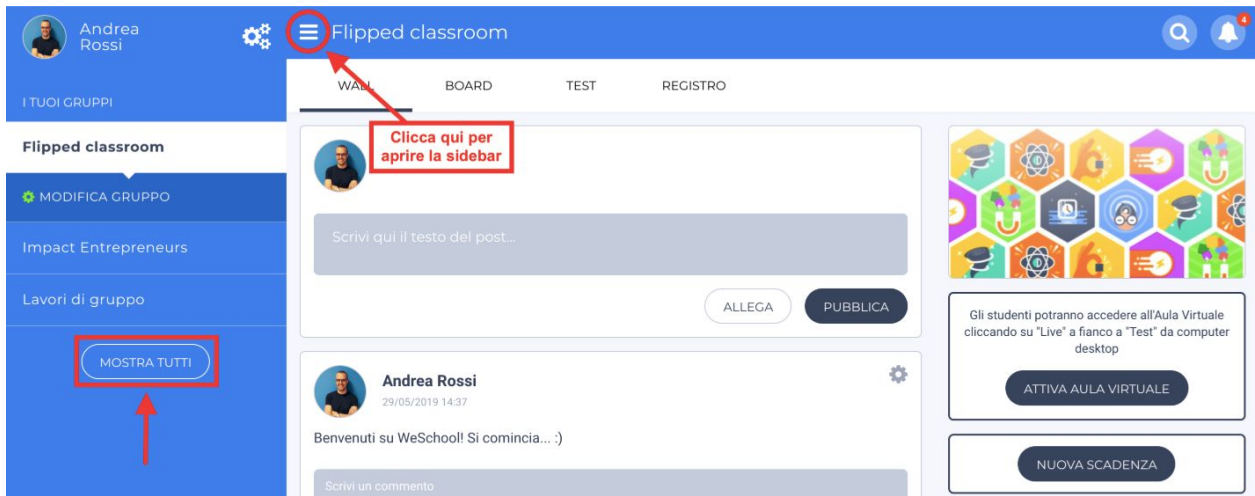 Andrea
Rossi
I TUOI GRUPPI
Flipped classroom
MODIFICA GRUPPO
Impact Entrepreneurs
Lavori di gruppo
MOSTRA TUTTI
Flipped classroom
4
WALL
BOARD
TEST
REGISTRO
Clicca qui per
aprire la sidebar
Scrivi qui il testo del post...
ALLEGA
PUBBLICA
Andrea Rossi
29/05/2019 14:37
Benvenuti su WeSchool! Si comincia... :)
Scrivi un commento
Gli studenti potranno accedere all'Aula Virtuale
cliccando su "Live" a fianco a "Test" da computer
desktop
ATTIVA AULA VIRTUALE
NUOVA SCADENZA